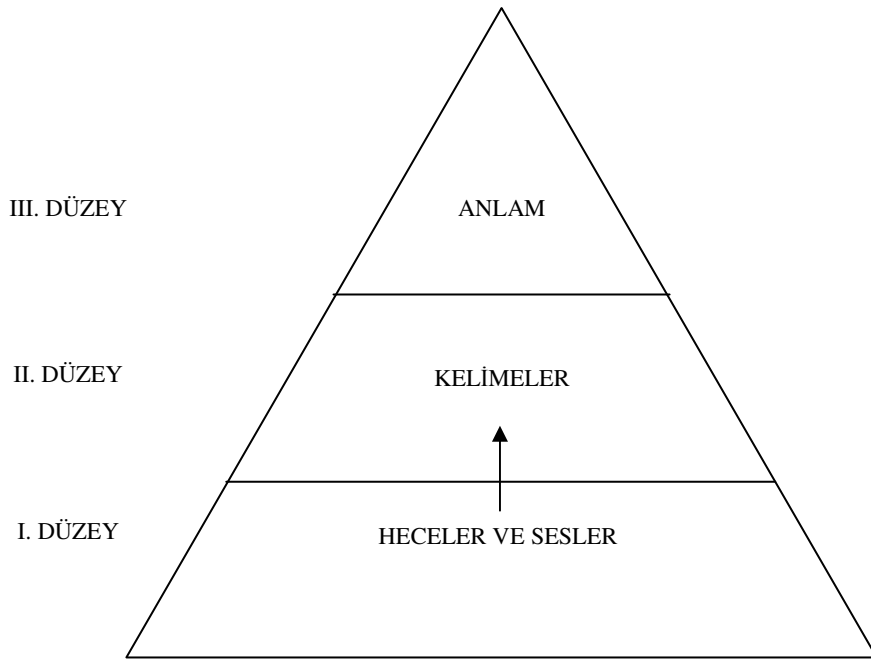 III. DÜZEY ANLAM
II. DÜZEY KELİMELER
I. DÜZEY HECELER VE SESLER